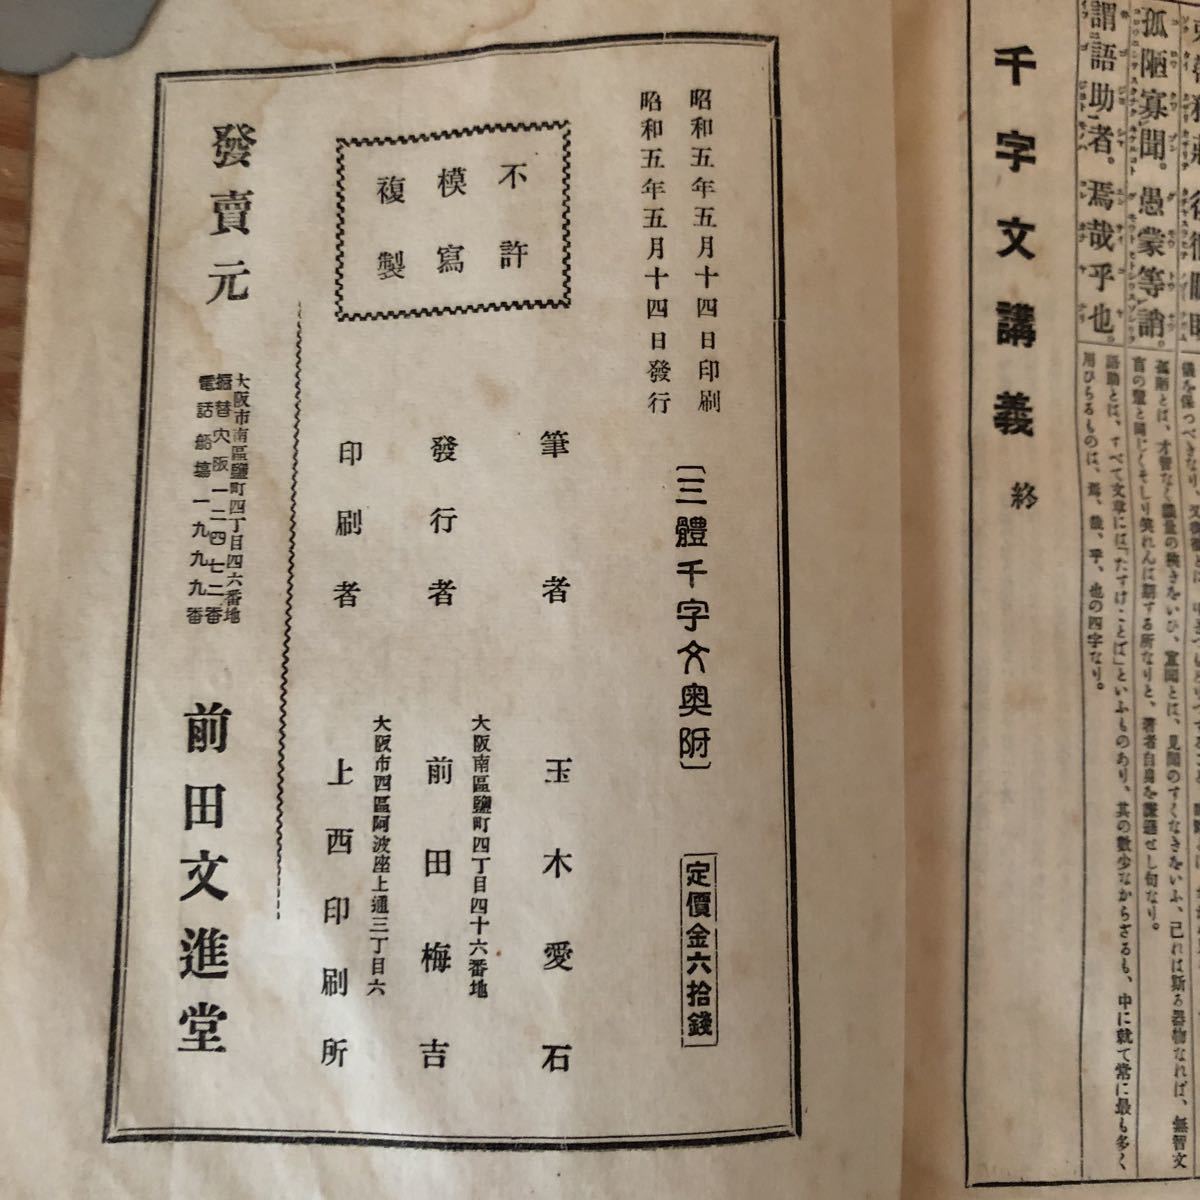 謂語助者。焉哉乎也。
孤陋寡聞。愚蒙等誚。
語助とは、すべて文章には「たすけことば」といふものあり、其の數少なからざるも、中に就て常に最も多く
用ひらるものは、焉、哉、乎、也の四字なり。
千字文講義 終
昭和五年五月十四日印刷
昭和五年五月十四日發行
〔三體千字文奧附〕
定價金六拾錢
不許
模寫
複製
筆者 玉木愛石
大阪南區鹽町四丁目四十六番地
發行者 前田梅吉
大阪市西區阿波座上通三丁目六
印刷者 上西印刷所
大阪市南區鹽町四丁目四六番地
振替大阪一二四七二番
電話船場一九九九番
發賣元 前田文進堂